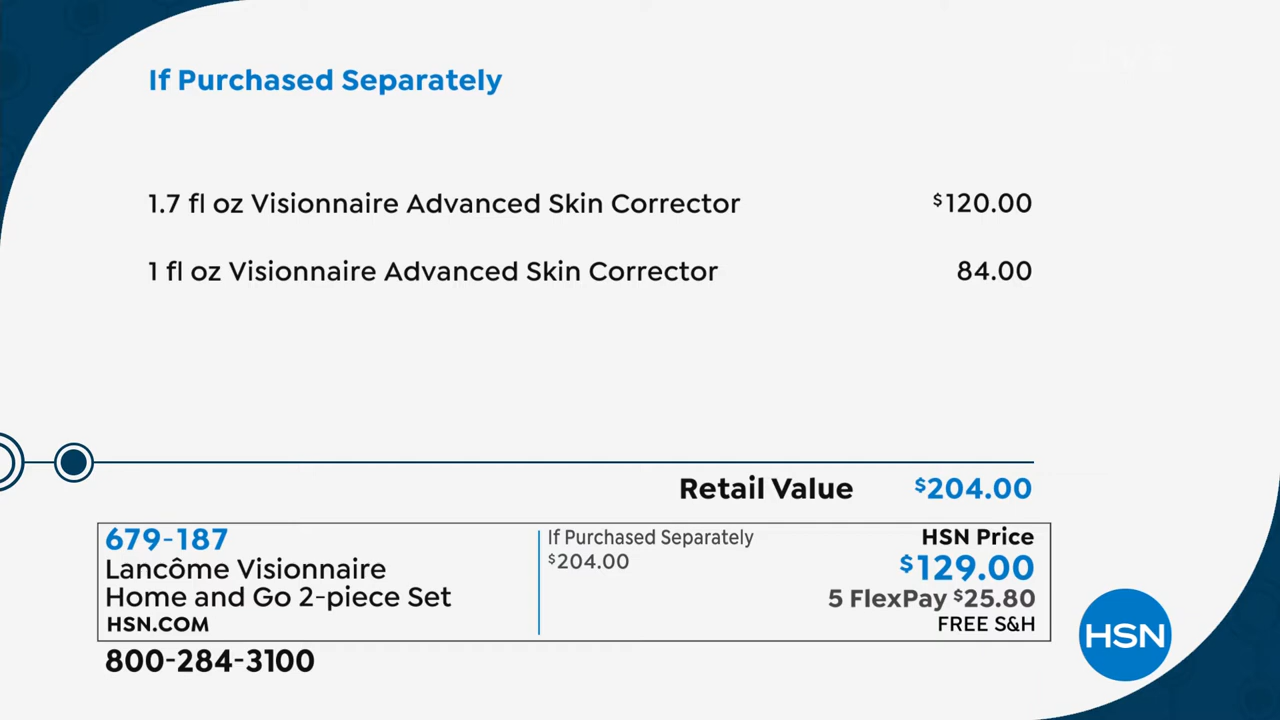 If Purchased Separately
1.7 fl oz Visionnaire Advanced Skin Corrector $120.00
1 fl oz Visionnaire Advanced Skin Corrector 84.00
Retail Value $204.00
679-187
Lancôme Visionnaire
Home and Go 2-piece Set
HSN.COM
If Purchased Separately
$204.00
HSN Price
$129.00
5 FlexPay $25.80
FREE S&H
800-284-3100
HSN